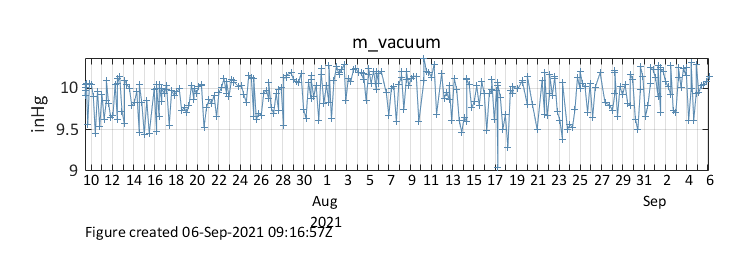 m_vacuum
inHg
10
9.5
9
10 12 14 16 18 20 22 24 26 28 30 1 3 5 7 9 11 13 15 17 19 21 23 25 27 29 31 2 4 6
Aug Sep
2021
Figure created 06-Sep-2021 09:16:57Z